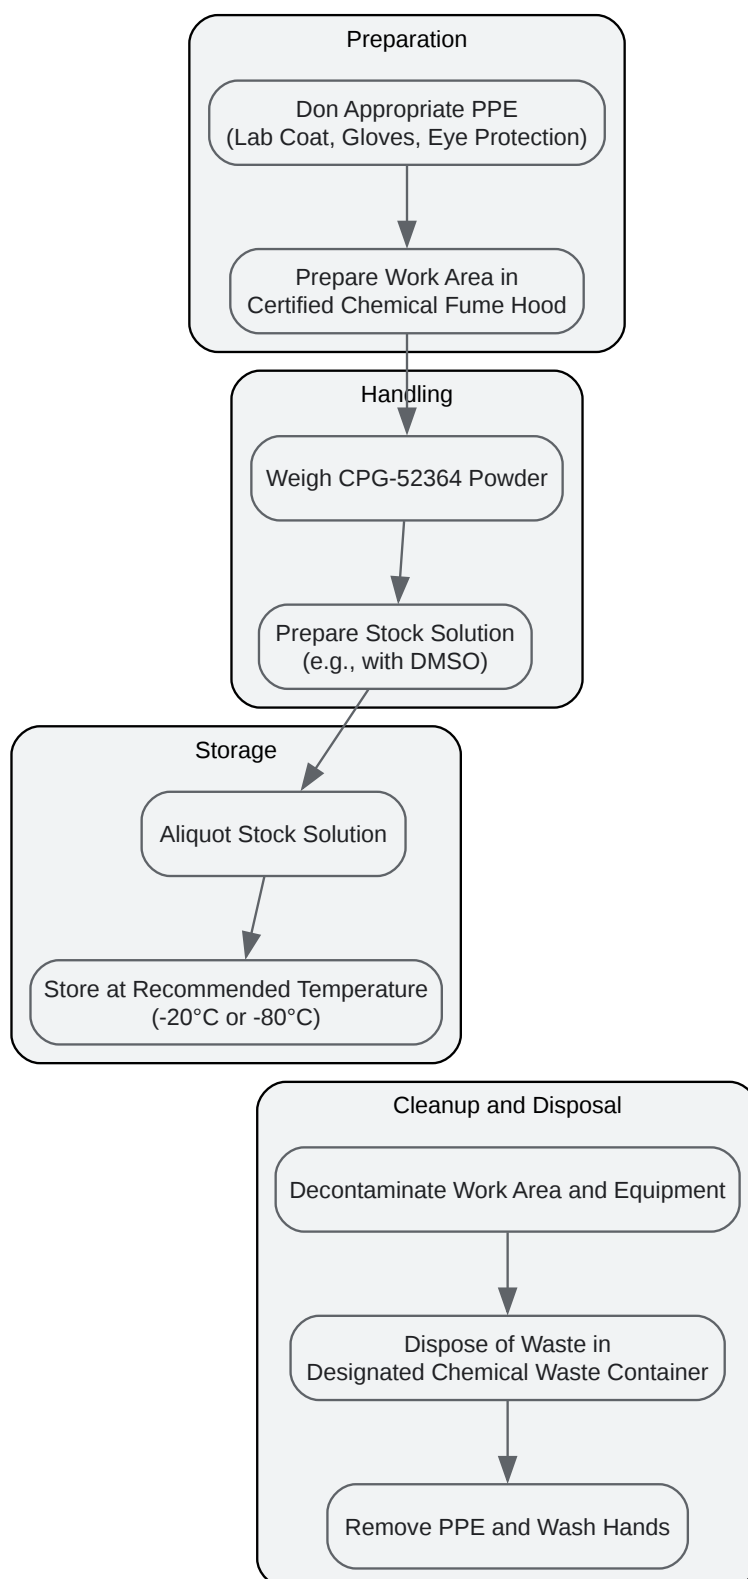 Preparation
Don Appropriate PPE
(Lab Coat, Gloves, Eye Protection)
Prepare Work Area in
Certified Chemical Fume Hood
Handling
Weigh CPG-52364 Powder
Prepare Stock Solution
(e.g., with DMSO)
Storage
Aliquot Stock Solution
Store at Recommended Temperature
(-20°C or -80°C)
Cleanup and Disposal
Decontaminate Work Area and Equipment
Dispose of Waste in
Designated Chemical Waste Container
Remove PPE and Wash Hands